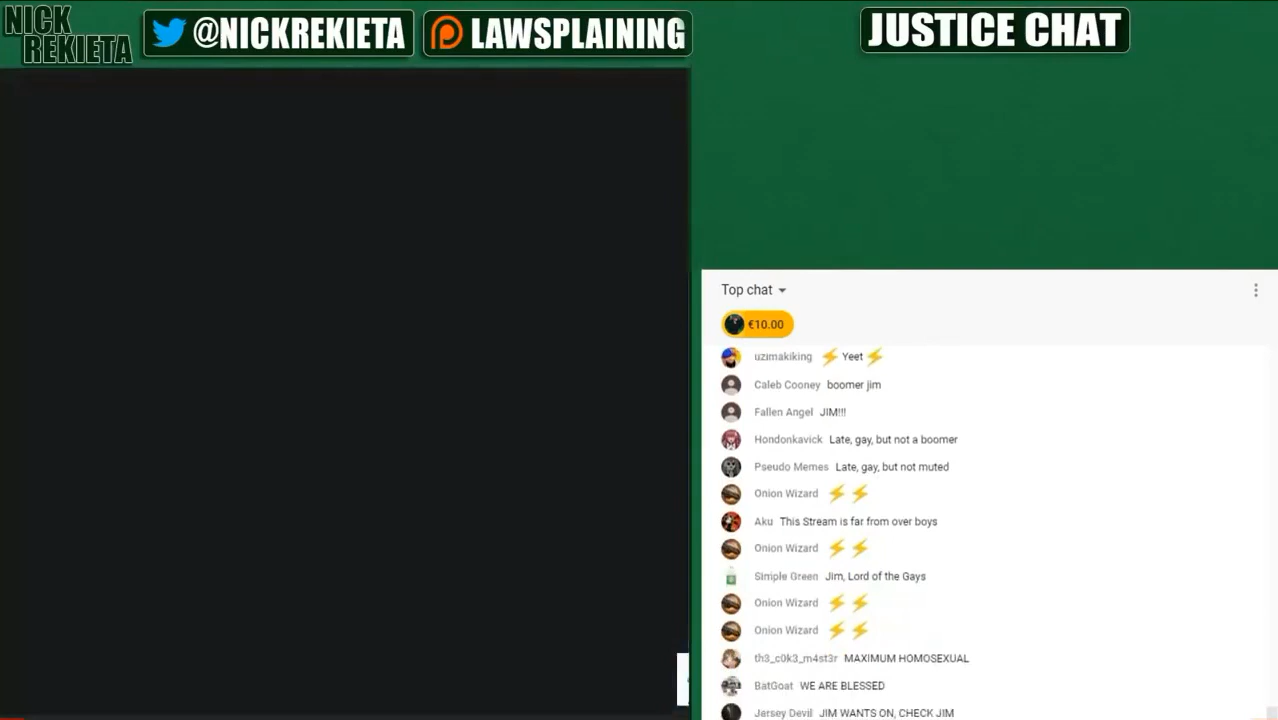 NICK
REKIETA
@NICKREKIETA
LAWSPLAINING
JUSTICE CHAT
Top chat
€10.00
uzimakiking ⚡ Yeet ⚡
Caleb Cooney boomer jim
Fallen Angel JIM!!!
Hondonkavick Late, gay, but not a boomer
Pseudo Memes Late, gay, but not muted
Onion Wizard ⚡ ⚡
Aku This Stream is far from over boys
Onion Wizard ⚡ ⚡
Simple Green Jim, Lord of the Gays
Onion Wizard ⚡ ⚡
Onion Wizard ⚡ ⚡
th3_c0k3_m4st3r MAXIMUM HOMOSEXUAL
BatGoat WE ARE BLESSED
Jersey Devil JIM WANTS ON, CHECK JIM